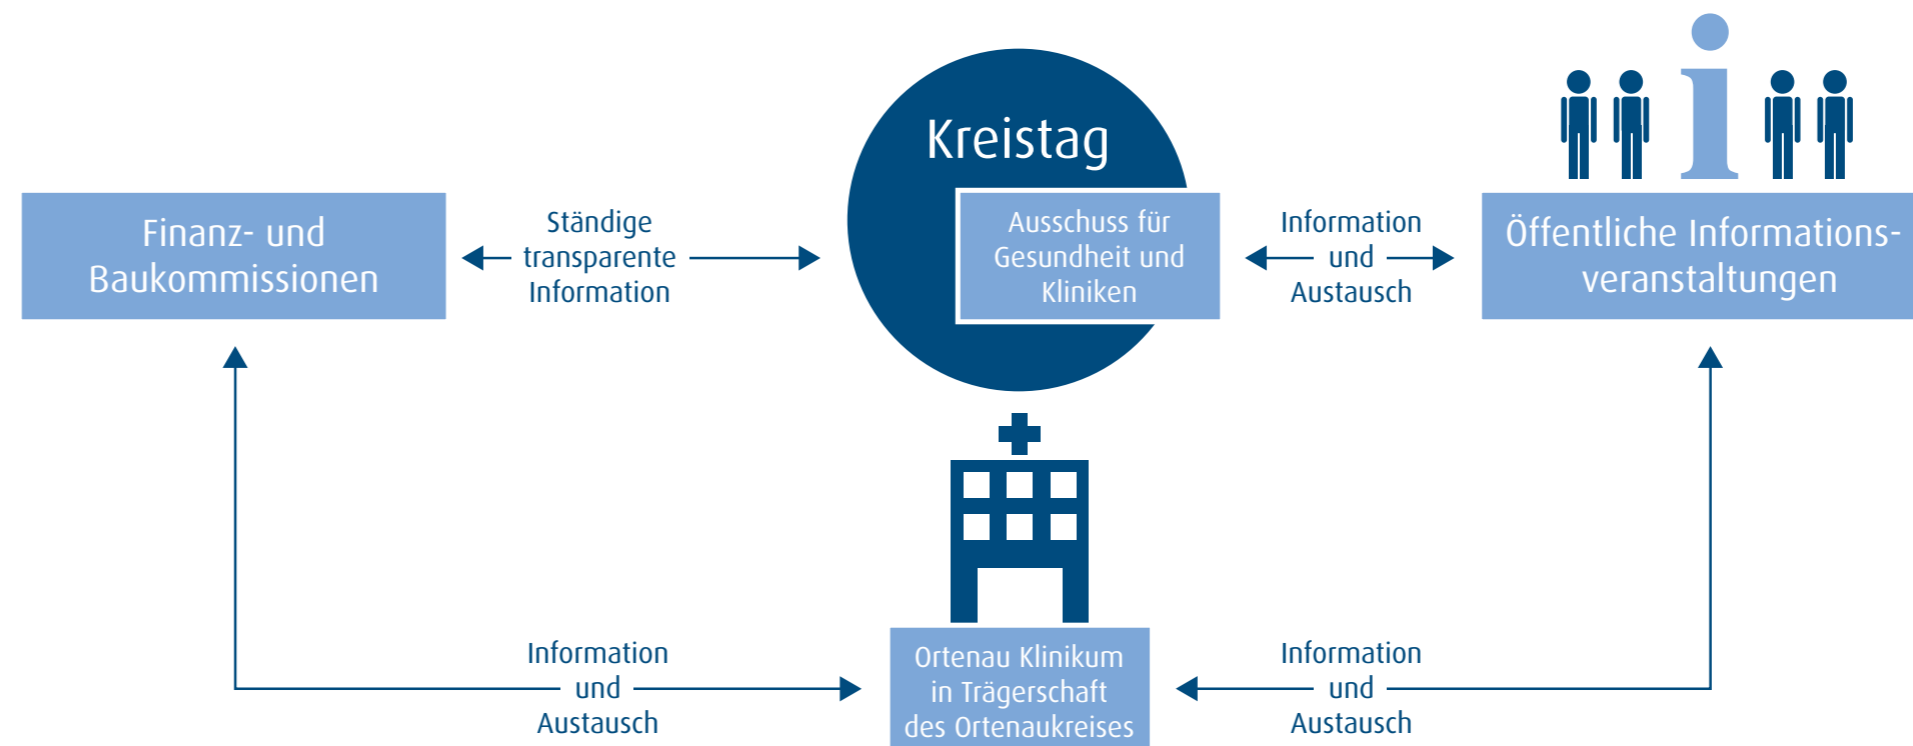 Kreistag
Finanz- und
Baukommissionen
Ständige
transparente
Information
Ausschuss für
Gesundheit und
Kliniken
Information
und
Austausch
Öffentliche Informations-
veranstaltungen
Information
und
Austausch
Ortenau Klinikum
in Trägerschaft
des Ortenaukreises
Information
und
Austausch